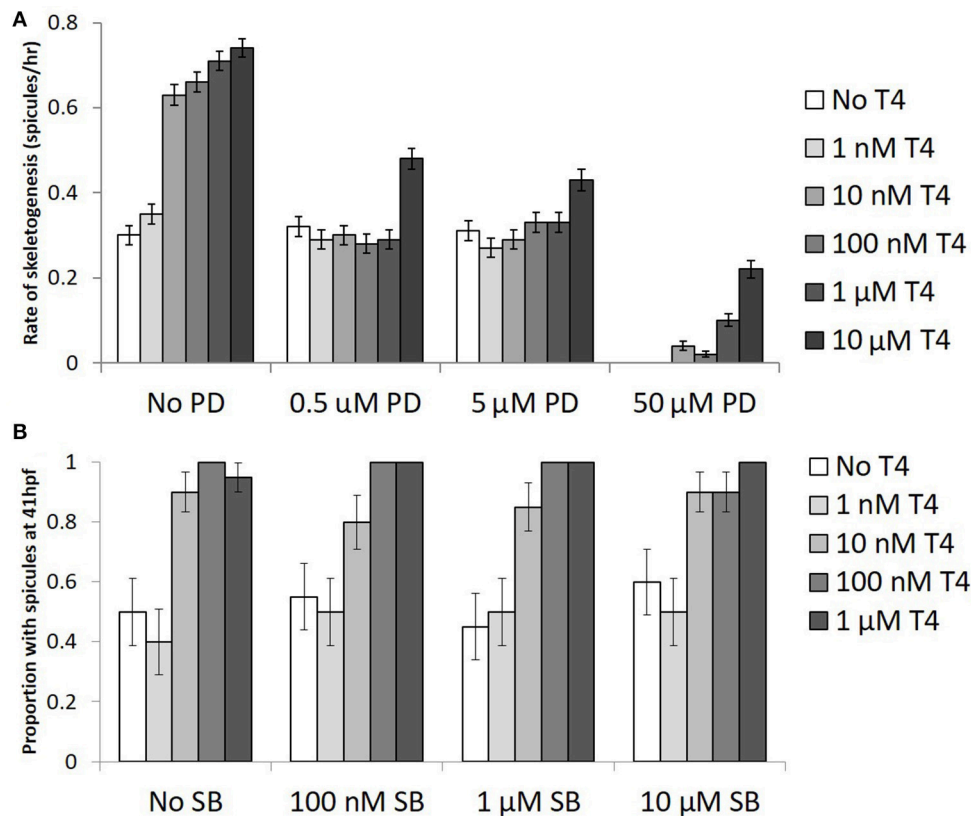 A
Rate of skeletogenesis (spicules/hr)
0.8
0.6
0.4
0.2
0
No PD
0.5 uM PD
5 µM PD
50 µM PD
No T4
1 nM T4
10 nM T4
100 nM T4
1 µM T4
10 µM T4
B
Proportion with spicules at 41hpf
1
0.8
0.6
0.4
0.2
0
No SB
100 nM SB
1 µM SB
10 µM SB
No T4
1 nM T4
10 nM T4
100 nM T4
1 µM T4